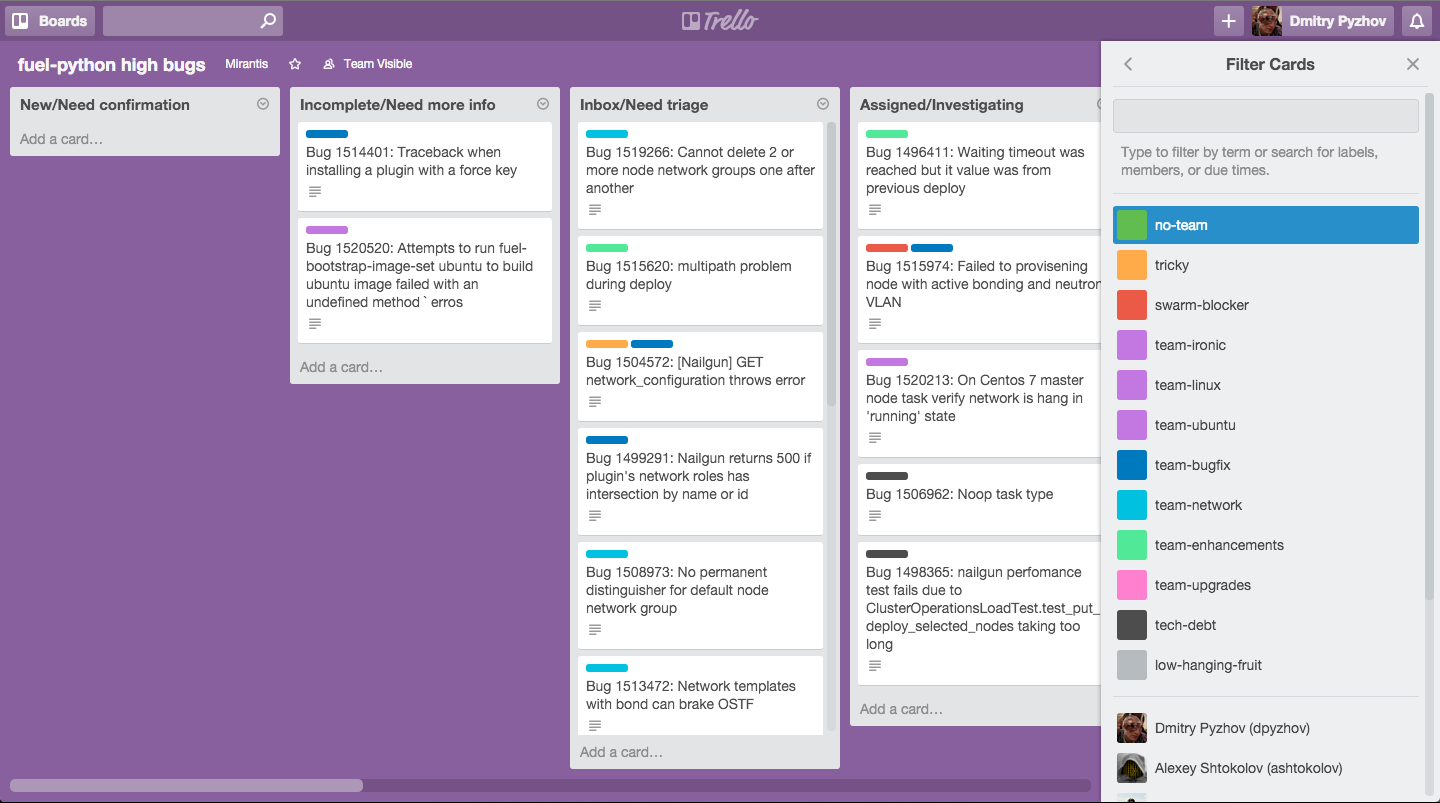 Boards
Trello
Dmitry Pyzhov
fuel-python high bugs
Mirantis
Team Visible
New/Need confirmation
Add a card…
Incomplete/Need more info
Bug 1514401: Traceback when
installing a plugin with a force key
Bug 1520520: Attempts to run fuel-
bootstrap-image-set ubuntu to build
ubuntu image failed with an
undefined method ` erros
Add a card…
Inbox/Need triage
Bug 1519266: Cannot delete 2 or
more node network groups one after
another
Bug 1515620: multipath problem
during deploy
Bug 1504572: [Nailgun] GET
network_configuration throws error
Bug 1499291: Nailgun returns 500 if
plugin's network roles has
intersection by name or id
Bug 1508973: No permanent
distinguisher for default node
network group
Bug 1513472: Network templates
with bond can brake OSTF
Add a card…
Assigned/Investigating
Bug 1496411: Waiting timeout was
reached but it value was from
previous deploy
Bug 1515974: Failed to provisening
node with active bonding and neutron
VLAN
Bug 1520213: On Centos 7 master
node task verify network is hang in
'running' state
Bug 1506962: Noop task type
Bug 1498365: nailgun perfomance
test fails due to
ClusterOperationsLoadTest.test_put_
deploy_selected_nodes taking too
long
Add a card…
Filter Cards
Type to filter by term or search for labels,
members, or due times.
no-team
tricky
swarm-blocker
team-ironic
team-linux
team-ubuntu
team-bugfix
team-network
team-enhancements
team-upgrades
tech-debt
low-hanging-fruit
Dmitry Pyzhov (dpyzhov)
Alexey Shtokolov (ashtokolov)